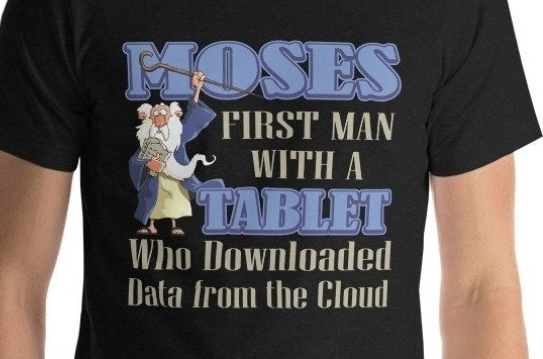 MOSES
FIRST MAN
WITH A
TABLET
Who Downloaded
Data from the Cloud